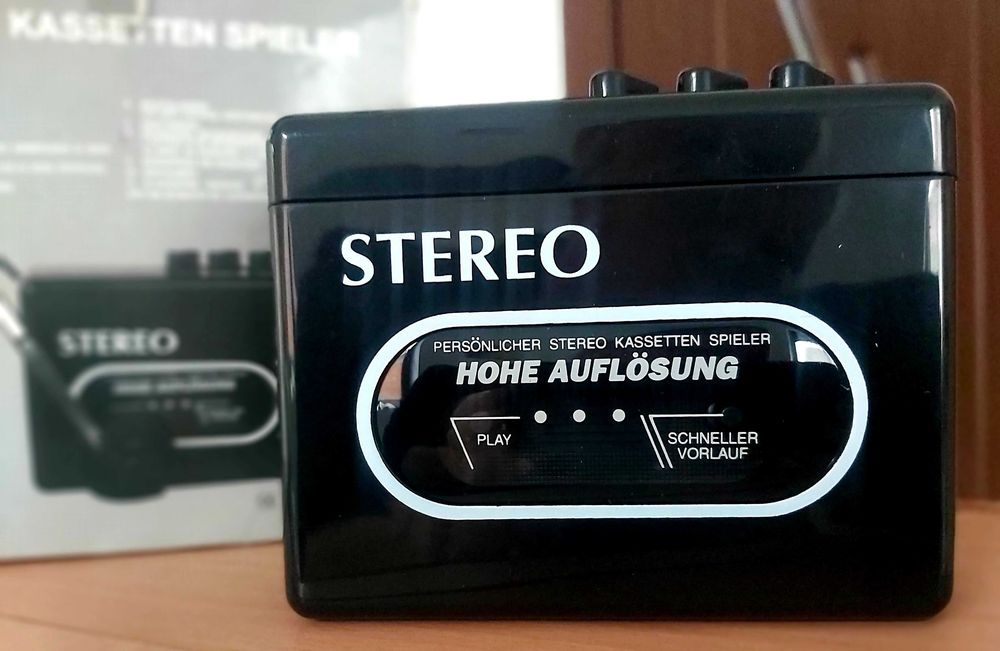 KASSETTEN SPIELER
STEREO
STEREO
PERSÖNLICHER STEREO KASSETTEN SPIELER
HOHE AUFLÖSUNG
PLAY
SCHNELLER
VORLAUF